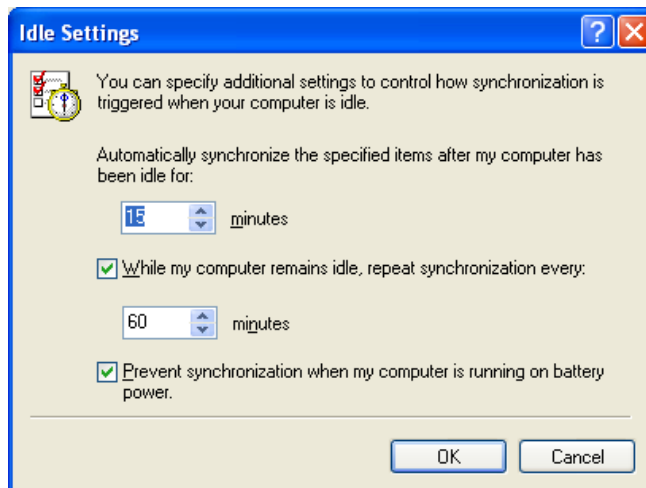 Idle Settings
You can specify additional settings to control how synchronization is
triggered when your computer is idle.
Automatically synchronize the specified items after my computer has
been idle for:
15 minutes
While my computer remains idle, repeat synchronization every:
60 minutes
Prevent synchronization when my computer is running on battery
power.
OK Cancel